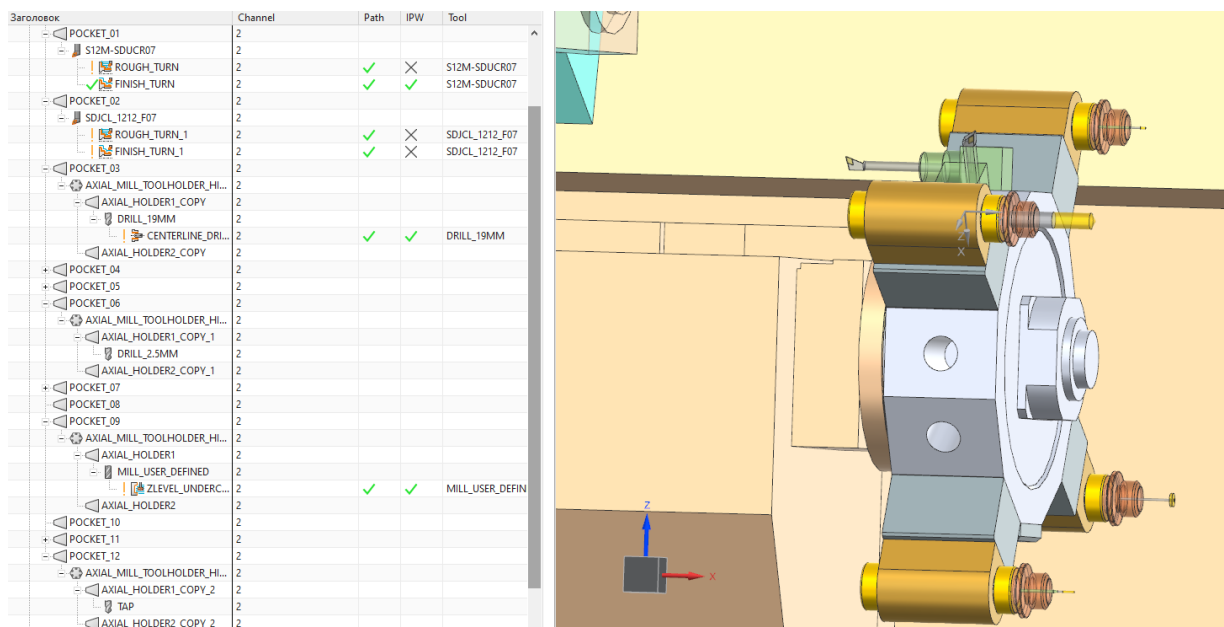 Заголовок Channel Path IPW Tool
POCKET_01 2
S12M-SDUCR07 2
ROUGH_TURN 2 S12M-SDUCR07
FINISH_TURN 2 S12M-SDUCR07
POCKET_02 2
SDJCL_1212_F07 2
ROUGH_TURN_1 2 SDJCL_1212_F07
FINISH_TURN_1 2 SDJCL_1212_F07
POCKET_03 2
AXIAL_MILL_TOOLHOLDER_HI... 2
AXIAL_HOLDER1_COPY 2
DRILL_19MM 2
CENTERLINE_DRI... 2 DRILL_19MM
AXIAL_HOLDER2_COPY 2
POCKET_04 2
POCKET_05 2
POCKET_06 2
AXIAL_MILL_TOOLHOLDER_HI... 2
AXIAL_HOLDER1_COPY_1 2
DRILL_2.5MM 2
AXIAL_HOLDER2_COPY_1 2
POCKET_07 2
POCKET_08 2
POCKET_09 2
AXIAL_MILL_TOOLHOLDER_HI... 2
AXIAL_HOLDER1 2
MILL_USER_DEFINED 2
ZLEVEL_UNDERC... 2 MILL_USER_DEFIN
AXIAL_HOLDER2 2
POCKET_10 2
POCKET_11 2
POCKET_12 2
AXIAL_MILL_TOOLHOLDER_HI... 2
AXIAL_HOLDER1_COPY_2 2
TAP 2
AXIAL_HOLDER2_COPY_2 2
Z
X
Z
X